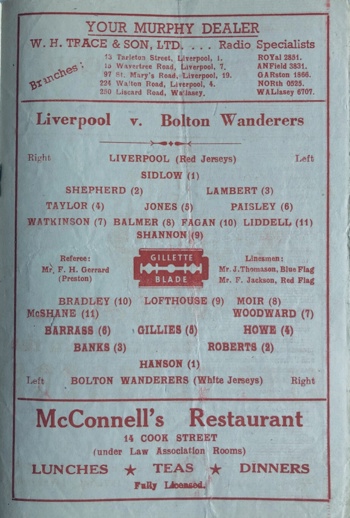 YOUR MURPHY DEALER
W. H. TRACE & SON, LTD. .... Radio Specialists
Branches:
15 Tarleton Street, Liverpool, 1. ROYal 2851.
16 Wavertree Road, Liverpool, 7. ANField 3831.
97 St. Mary's Road, Liverpool, 19. GARston 1866.
224 Walton Road, Liverpool, 4. NORth 0525.
230 Liscard Road, Wallasey. WALlasey 6707.
Liverpool v. Bolton Wanderers
Right LIVERPOOL (Red Jerseys) Left
SIDLOW (1)
SHEPHERD (2) LAMBERT (3)
TAYLOR (4) JONES (5) PAISLEY (6)
WATKINSON (7) BALMER (8) FAGAN (10) LIDDELL (11)
SHANNON (9)
Referee:
Mr. F. H. Gerrard
(Preston)
GILLETTE
BLADE
Linesmen:
Mr. J. Thomason, Blue Flag
Mr. F. Jackson, Red Flag
BRADLEY (10) LOFTHOUSE (9) MOIR (8)
McSHANE (11) WOODWARD (7)
BARRASS (6) GILLIES (5) HOWE (4)
BANKS (3) ROBERTS (2)
HANSON (1)
Left BOLTON WANDERERS (White Jerseys) Right
McConnell's Restaurant
14 COOK STREET
(under Law Association Rooms)
LUNCHES ★ TEAS ★ DINNERS
Fully Licensed.